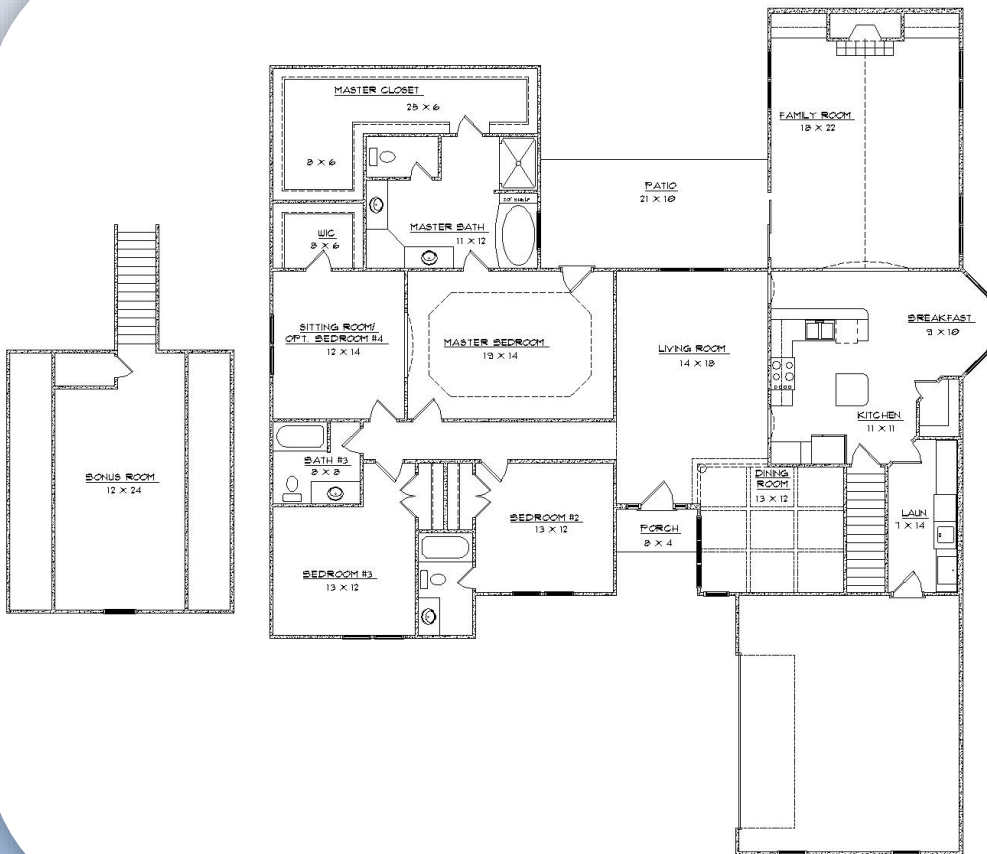 MASTER CLOSET
25 X 6
8 X 6
FAMILY ROOM
18 X 22
PATIO
21 X 10
MASTER BATH
11 X 12
WIC
8 X 6
SITTING ROOM/
OPT. BEDROOM #4
12 X 14
MASTER BEDROOM
19 X 14
LIVING ROOM
14 X 18
BREAKFAST
9 X 10
KITCHEN
11 X 11
BATH #3
8 X 8
BONUS ROOM
12 X 24
DINING
ROOM
13 X 12
LAUN
7 X 14
BEDROOM #2
13 X 12
PORCH
8 X 4
BEDROOM #3
13 X 12